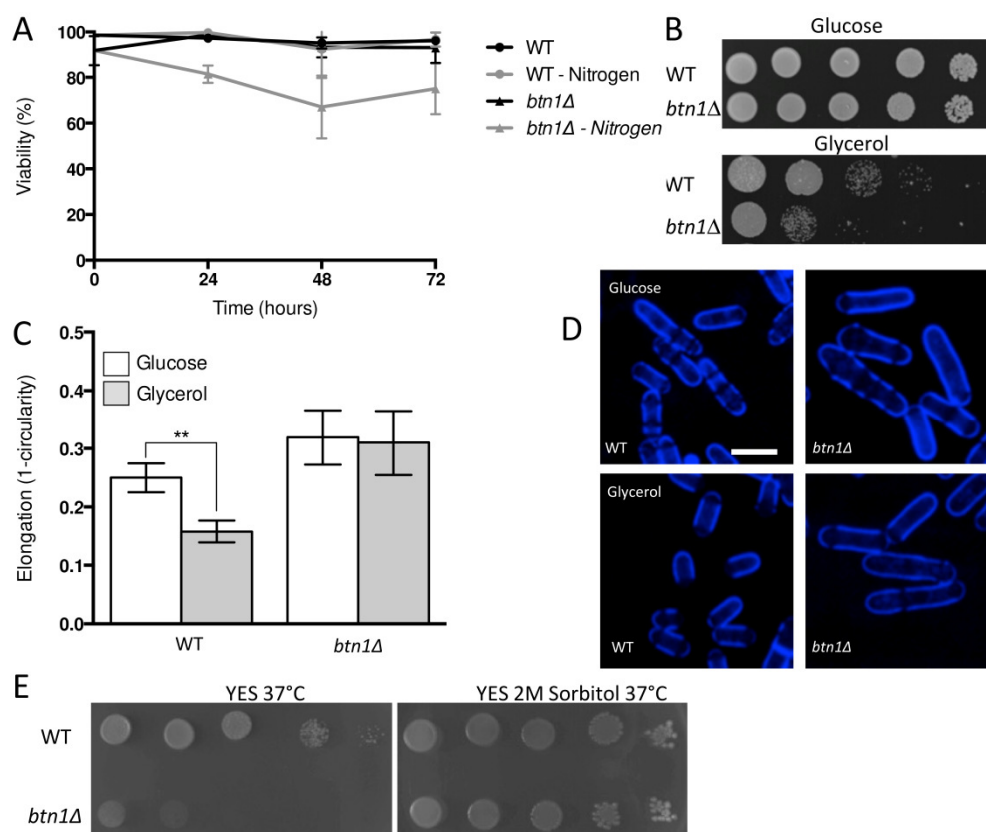 A
100
80
60
40
20
0
Viability (%)
0 24 48 72
Time (hours)
WT
WT - Nitrogen
btn1Δ
btn1Δ - Nitrogen
B
Glucose
WT
btn1Δ
Glycerol
WT
btn1Δ
C
0.5
0.4
0.3
0.2
0.1
0.0
Elongation (1-circularity)
Glucose
Glycerol
**
WT btn1Δ
D
Glucose
WT
btn1Δ
Glycerol
WT
btn1Δ
E
YES 37°C YES 2M Sorbitol 37°C
WT
btn1Δ